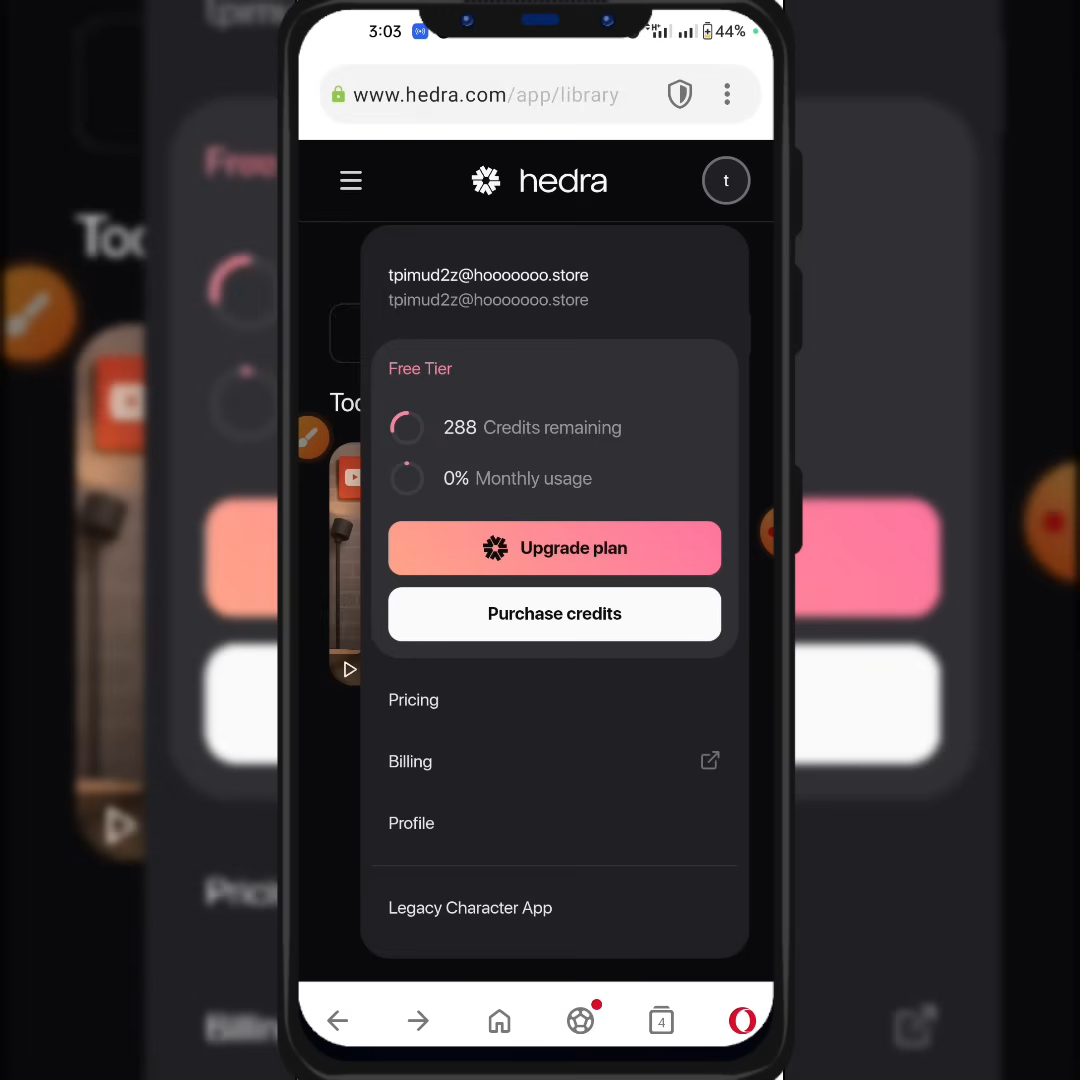 3:03
44%
www.hedra.com/app/library
hedra
t
tpimud2z@hooooooo.store
tpimud2z@hooooooo.store
Free Tier
288 Credits remaining
0% Monthly usage
Upgrade plan
Purchase credits
Pricing
Billing
Profile
Legacy Character App
4